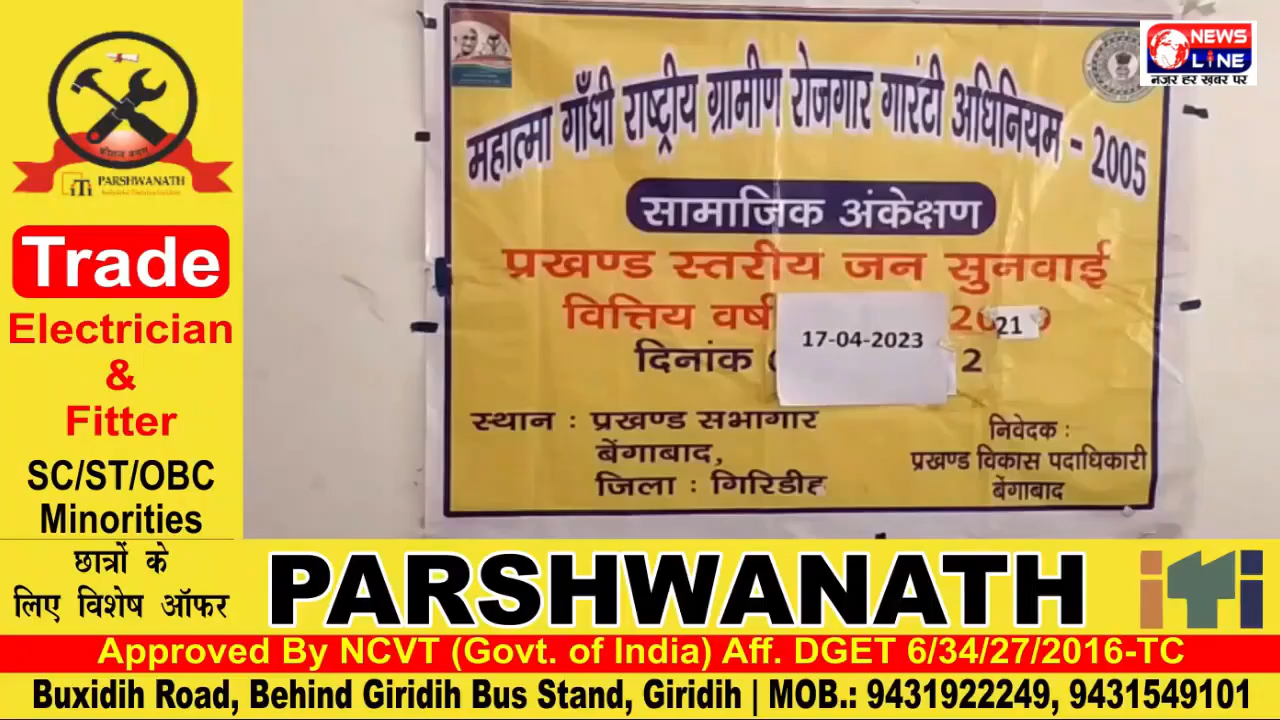 NEWS
LINE
नजर हर ख़बर पर
महात्मा गाँधी राष्ट्रीय ग्रामीण रोजगार गारंटी अधिनियम - 2005
सामाजिक अंकेक्षण
प्रखण्ड स्तरीय जन सुनवाई
वित्तिय वर्ष 21
दिनांक 17-04-2023 2
स्थान : प्रखण्ड सभागार
बेंगाबाद,
जिला : गिरिडीह
निवेदक :
प्रखण्ड विकास पदाधिकारी
बेंगाबाद
PARSHWANATH
Trade
Electrician
&
Fitter
SC/ST/OBC
Minorities
छात्रों के
लिए विशेष ऑफर
PARSHWANATH iTi
Approved By NCVT (Govt. of India) Aff. DGET 6/34/27/2016-TC
Buxidih Road, Behind Giridih Bus Stand, Giridih | MOB.: 9431922249, 9431549101